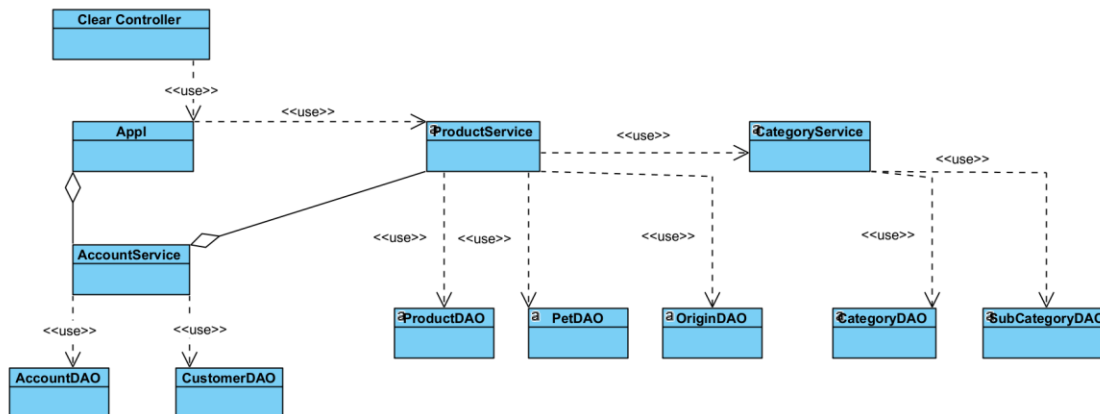 Clear Controller
<<use>>
<<use>>
Appl
a ProductService
<<use>>
a CategoryService
<<use>>
AccountService
<<use>>
<<use>>
<<use>>
<<use>>
a ProductDAO
a PetDAO
a OriginDAO
a CategoryDAO
a SubCategoryDAO
<<use>>
<<use>>
AccountDAO
CustomerDAO